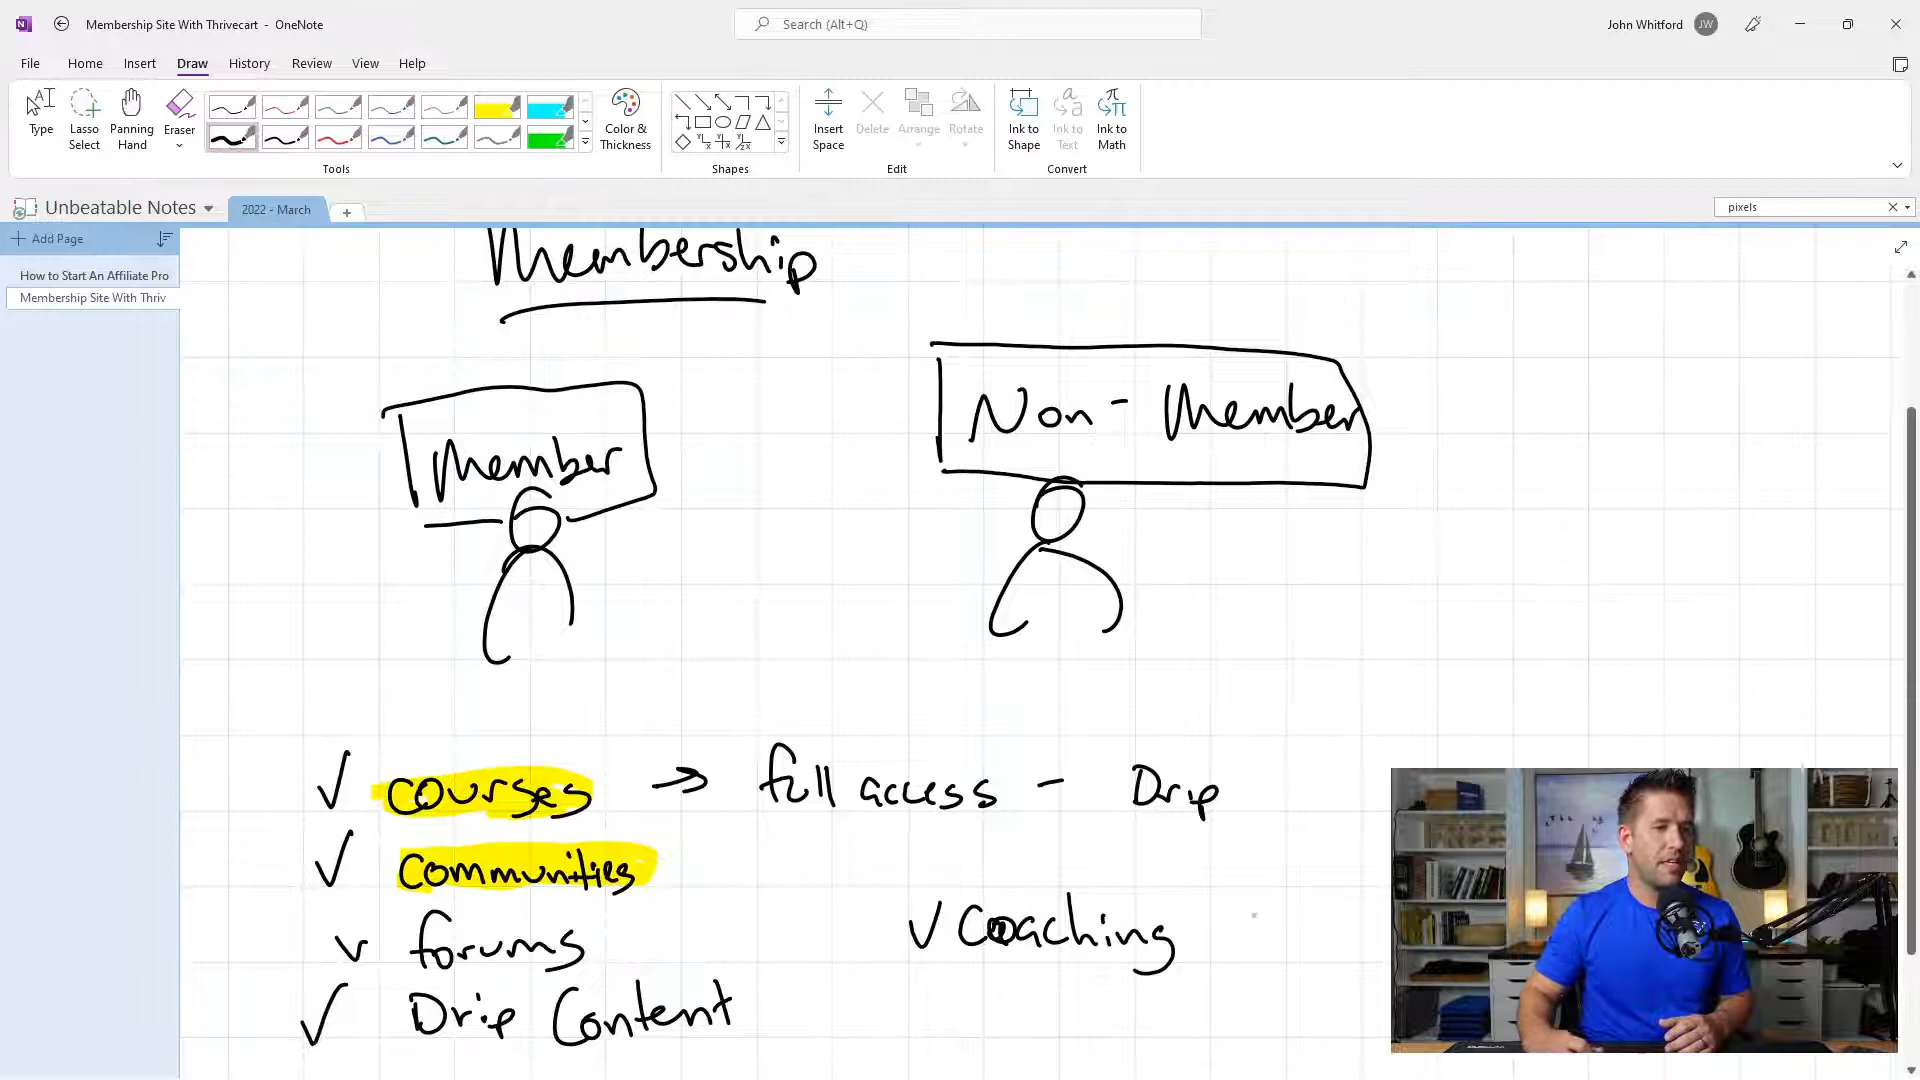 Membership Site With Thrivecart - OneNote
Search (Alt+Q)
John Whitford
JW
File
Home
Insert
Draw
History
Review
View
Help
Type
Lasso Select
Panning Hand
Eraser
Color & Thickness
Insert Space
Delete
Arrange
Rotate
Ink to Shape
Ink to Text
Ink to Math
Tools
Shapes
Edit
Convert
Unbeatable Notes
2022 - March
pixels
Add Page
How to Start An Affiliate Pro
Membership Site With Thriv
Membership
Member
Non - Member
✓ courses → full access - Drip
✓ communities
✓ forums
✓ Coaching
✓ Drip Content